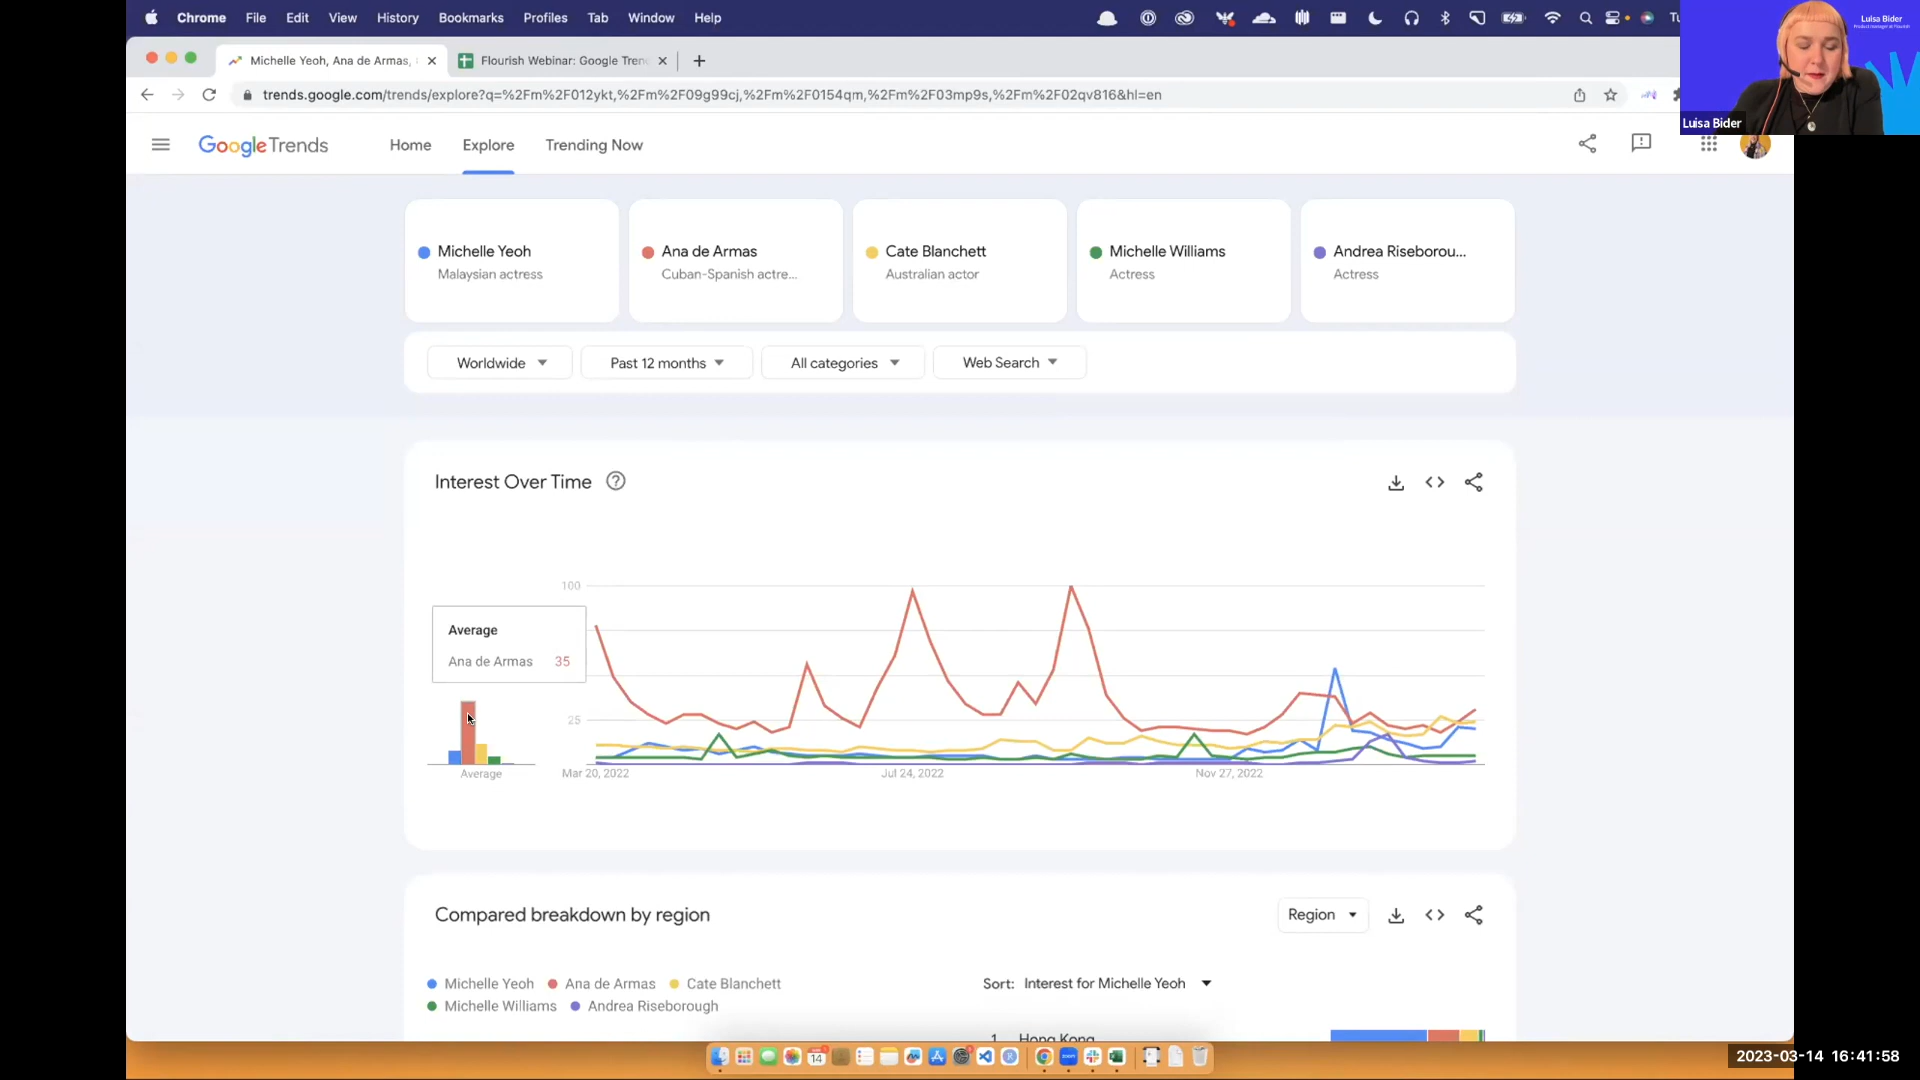 Chrome File Edit View History Bookmarks Profiles Tab Window Help
Luisa Bider
Michelle Yeoh, Ana de Armas,
Flourish Webinar: Google Tren
trends.google.com/trends/explore?q=%2Fm%2F012ykt,%2Fm%2F09g99cj,%2Fm%2F0154qm,%2Fm%2F03mp9s,%2Fm%2F02qv816&hl=en
Luisa Bider
Google Trends
Home Explore Trending Now
Michelle Yeoh
Malaysian actress
Ana de Armas
Cuban-Spanish actre...
Cate Blanchett
Australian actor
Michelle Williams
Actress
Andrea Riseborou...
Actress
Worldwide Past 12 months All categories Web Search
Interest Over Time
100
25
Average
Ana de Armas 35
Average
Mar 20, 2022 Jul 24, 2022 Nov 27, 2022
Compared breakdown by region
Region
Michelle Yeoh Ana de Armas Cate Blanchett
Michelle Williams Andrea Riseborough
Sort: Interest for Michelle Yeoh
1 Hong Kong
14
2023-03-14 16:41:58